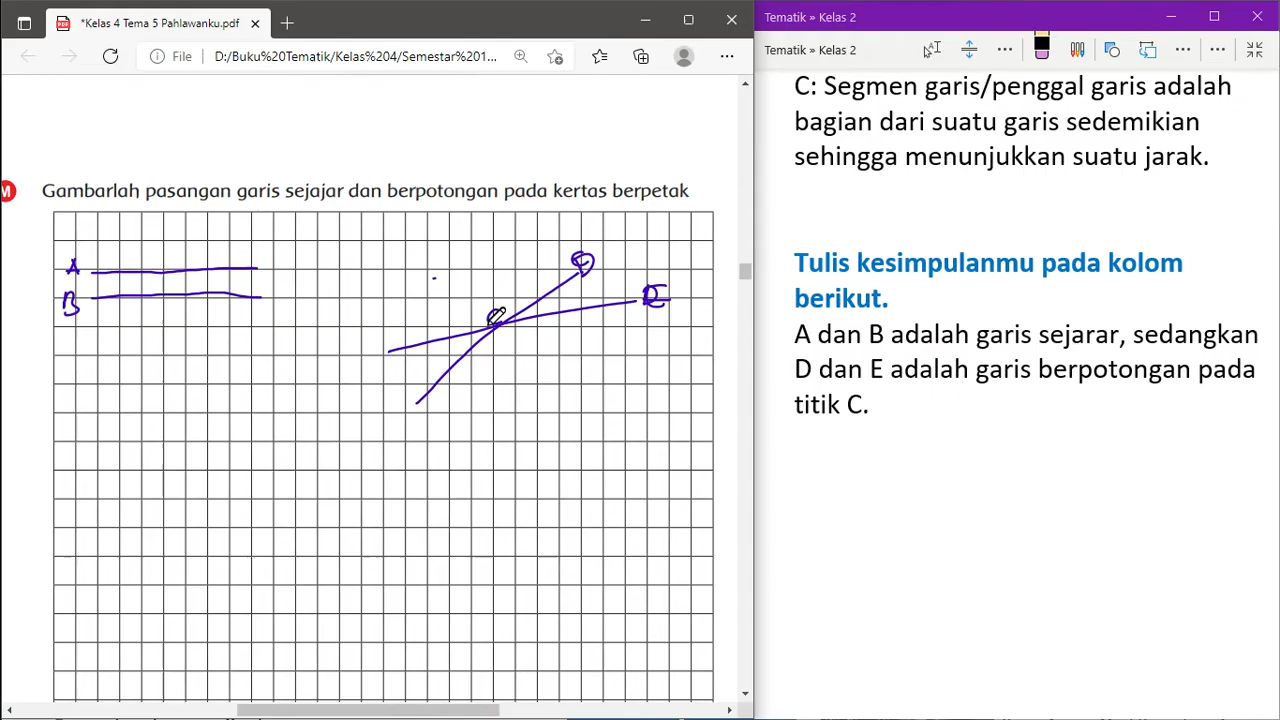 *Kelas 4 Tema 5 Pahlawanku.pdf
File
D:/Buku%20Tematik/Kelas%204/Semestar%201...
M
Gambarlah pasangan garis sejajar dan berpotongan pada kertas berpetak
A
B
D
E
C
Tematik » Kelas 2
Tematik » Kelas 2
C: Segmen garis/penggal garis adalah
bagian dari suatu garis sedemikian
sehingga menunjukkan suatu jarak.
Tulis kesimpulanmu pada kolom
berikut.
A dan B adalah garis sejarar, sedangkan
D dan E adalah garis berpotongan pada
titik C.